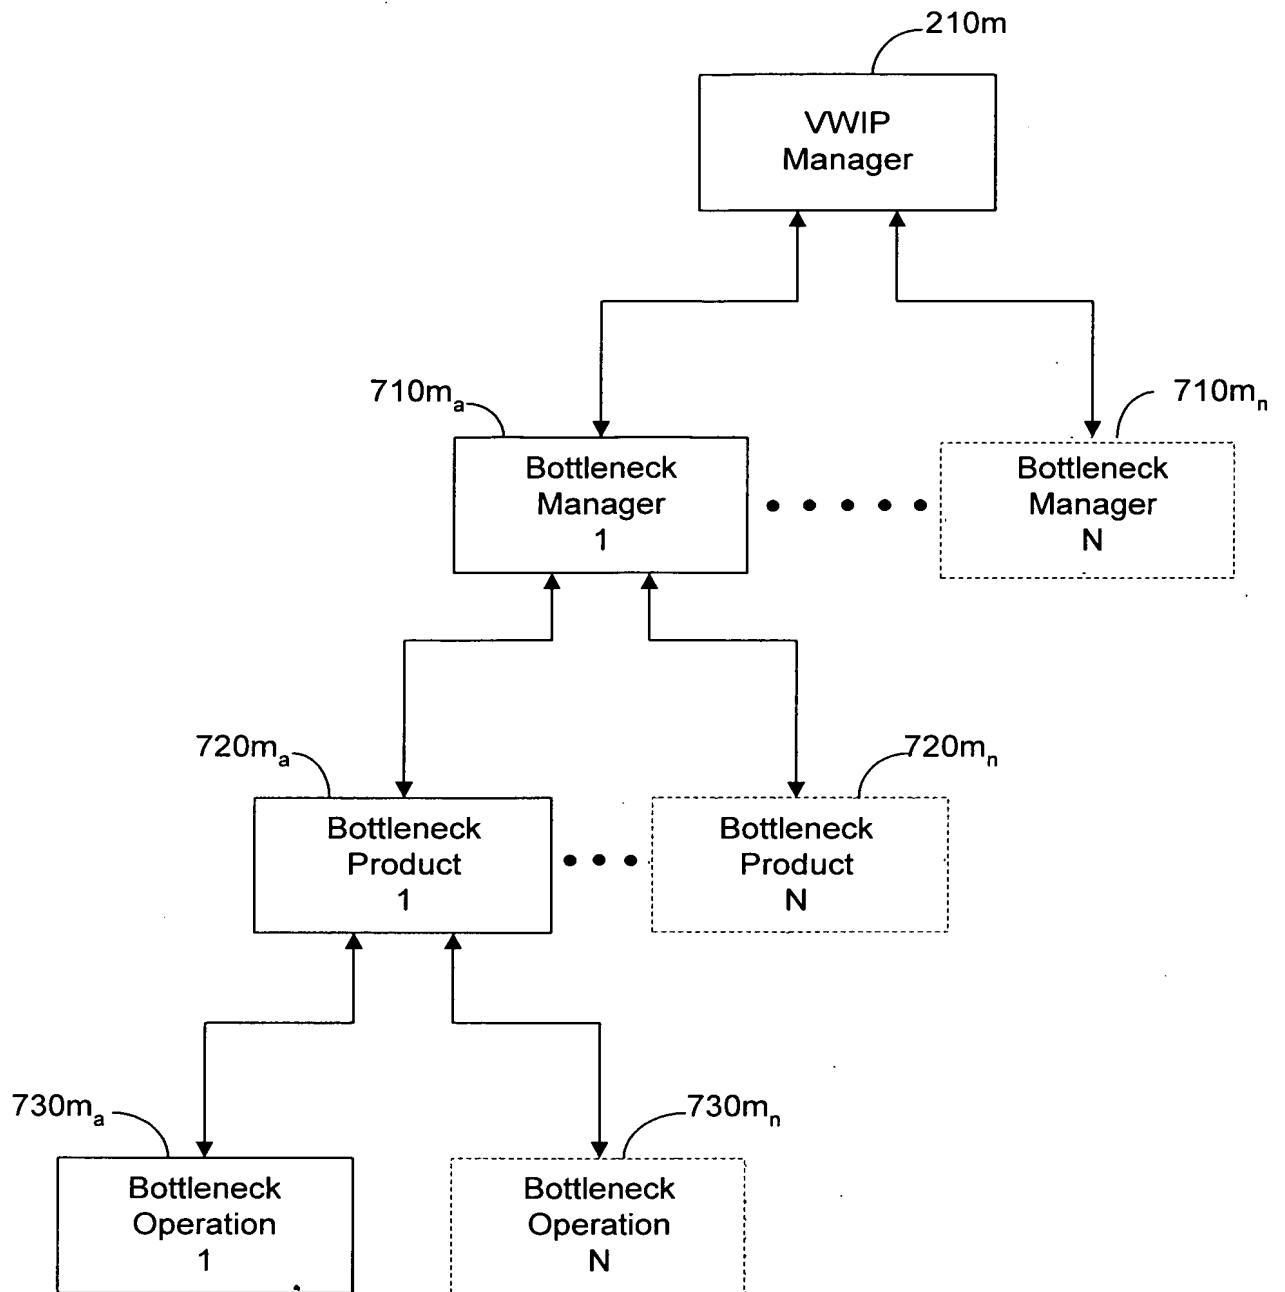 210m
VWIP
Manager
710mₐ
710mₙ
Bottleneck
Manager
1
Bottleneck
Manager
N
720mₐ
720mₙ
Bottleneck
Product
1
Bottleneck
Product
N
730mₐ
730mₙ
Bottleneck
Operation
1
Bottleneck
Operation
N